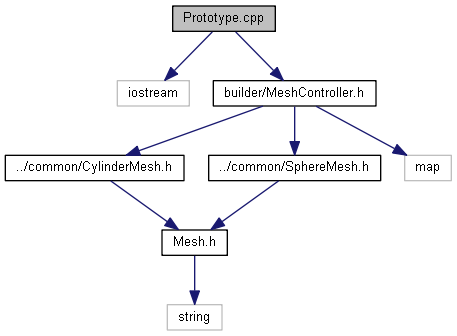 Prototype.cpp
iostream
builder/MeshController.h
../common/CylinderMesh.h
../common/SphereMesh.h
map
Mesh.h
string